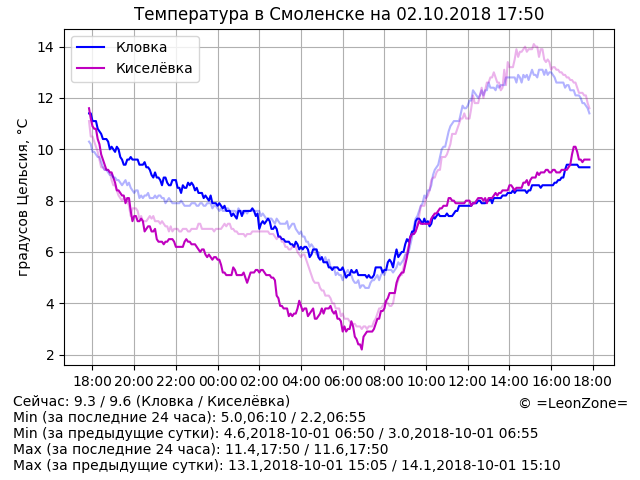 Температура в Смоленске на 02.10.2018 17:50
Кловка
Киселёвка
градусов Цельсия, °C
14
12
10
8
6
4
2
18:00 20:00 22:00 00:00 02:00 04:00 06:00 08:00 10:00 12:00 14:00 16:00 18:00
Сейчас: 9.3 / 9.6 (Кловка / Киселёвка)
© =LeonZone=
Min (за последние 24 часа): 5.0,06:10 / 2.2,06:55
Min (за предыдущие сутки): 4.6,2018-10-01 06:50 / 3.0,2018-10-01 06:55
Max (за последние 24 часа): 11.4,17:50 / 11.6,17:50
Max (за предыдущие сутки): 13.1,2018-10-01 15:05 / 14.1,2018-10-01 15:10